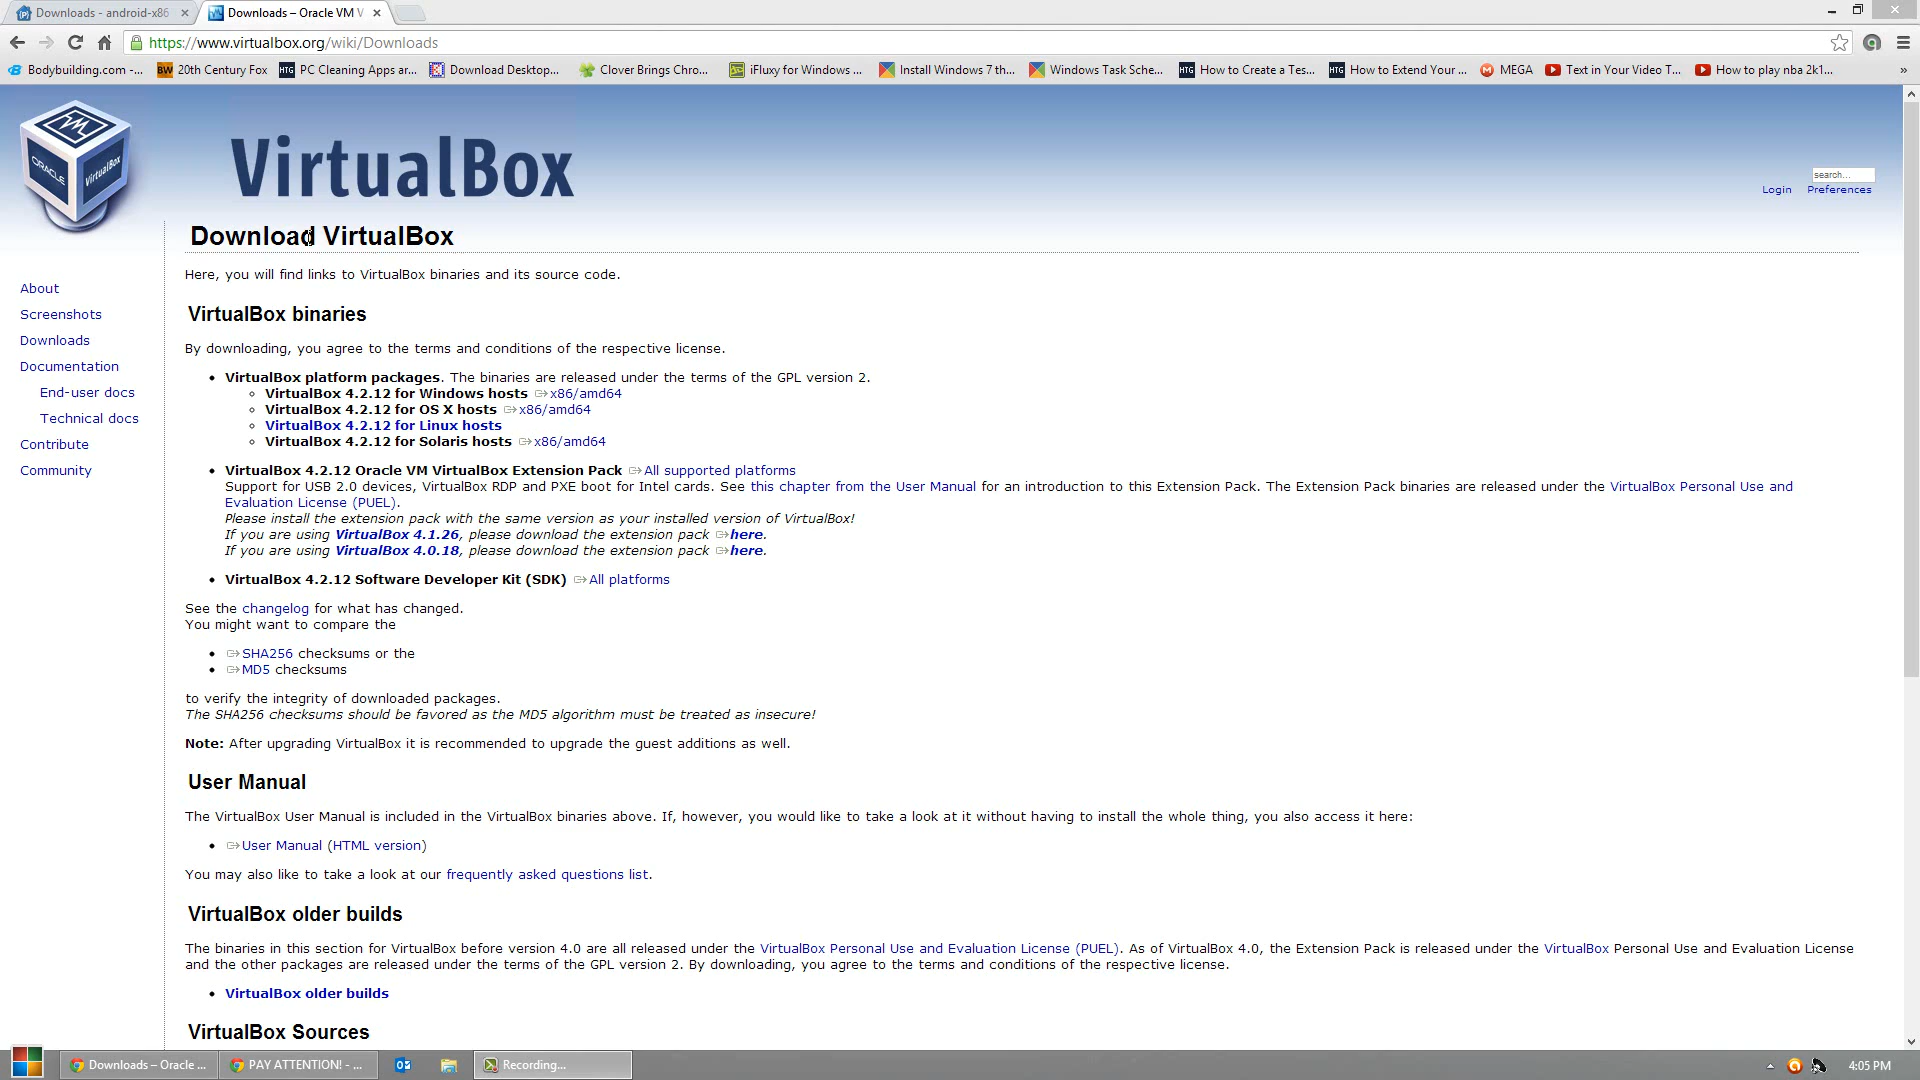 Downloads - android-x86
Downloads – Oracle VM V
https://www.virtualbox.org/wiki/Downloads
Bodybuilding.com -...
20th Century Fox
PC Cleaning Apps ar...
Download Desktop...
Clover Brings Chro...
iFluxy for Windows ...
Install Windows 7 th...
Windows Task Sche...
How to Create a Tes...
How to Extend Your ...
MEGA
Text in Your Video T...
How to play nba 2k1...
»
ORACLE
VirtualBox
VirtualBox
search...
Login Preferences
Download VirtualBox
Here, you will find links to VirtualBox binaries and its source code.
About
Screenshots
Downloads
Documentation
End-user docs
Technical docs
Contribute
Community
VirtualBox binaries
By downloading, you agree to the terms and conditions of the respective license.
VirtualBox platform packages. The binaries are released under the terms of the GPL version 2.
VirtualBox 4.2.12 for Windows hosts x86/amd64
VirtualBox 4.2.12 for OS X hosts x86/amd64
VirtualBox 4.2.12 for Linux hosts
VirtualBox 4.2.12 for Solaris hosts x86/amd64
VirtualBox 4.2.12 Oracle VM VirtualBox Extension Pack All supported platforms
Support for USB 2.0 devices, VirtualBox RDP and PXE boot for Intel cards. See this chapter from the User Manual for an introduction to this Extension Pack. The Extension Pack binaries are released under the VirtualBox Personal Use and
Evaluation License (PUEL).
Please install the extension pack with the same version as your installed version of VirtualBox!
If you are using VirtualBox 4.1.26, please download the extension pack here.
If you are using VirtualBox 4.0.18, please download the extension pack here.
VirtualBox 4.2.12 Software Developer Kit (SDK) All platforms
See the changelog for what has changed.
You might want to compare the
SHA256 checksums or the
MD5 checksums
to verify the integrity of downloaded packages.
The SHA256 checksums should be favored as the MD5 algorithm must be treated as insecure!
Note: After upgrading VirtualBox it is recommended to upgrade the guest additions as well.
User Manual
The VirtualBox User Manual is included in the VirtualBox binaries above. If, however, you would like to take a look at it without having to install the whole thing, you also access it here:
User Manual (HTML version)
You may also like to take a look at our frequently asked questions list.
VirtualBox older builds
The binaries in this section for VirtualBox before version 4.0 are all released under the VirtualBox Personal Use and Evaluation License (PUEL). As of VirtualBox 4.0, the Extension Pack is released under the VirtualBox Personal Use and Evaluation License
and the other packages are released under the terms of the GPL version 2. By downloading, you agree to the terms and conditions of the respective license.
VirtualBox older builds
VirtualBox Sources
Downloads – Oracle ...
PAY ATTENTION! - ...
Recording...
4:05 PM